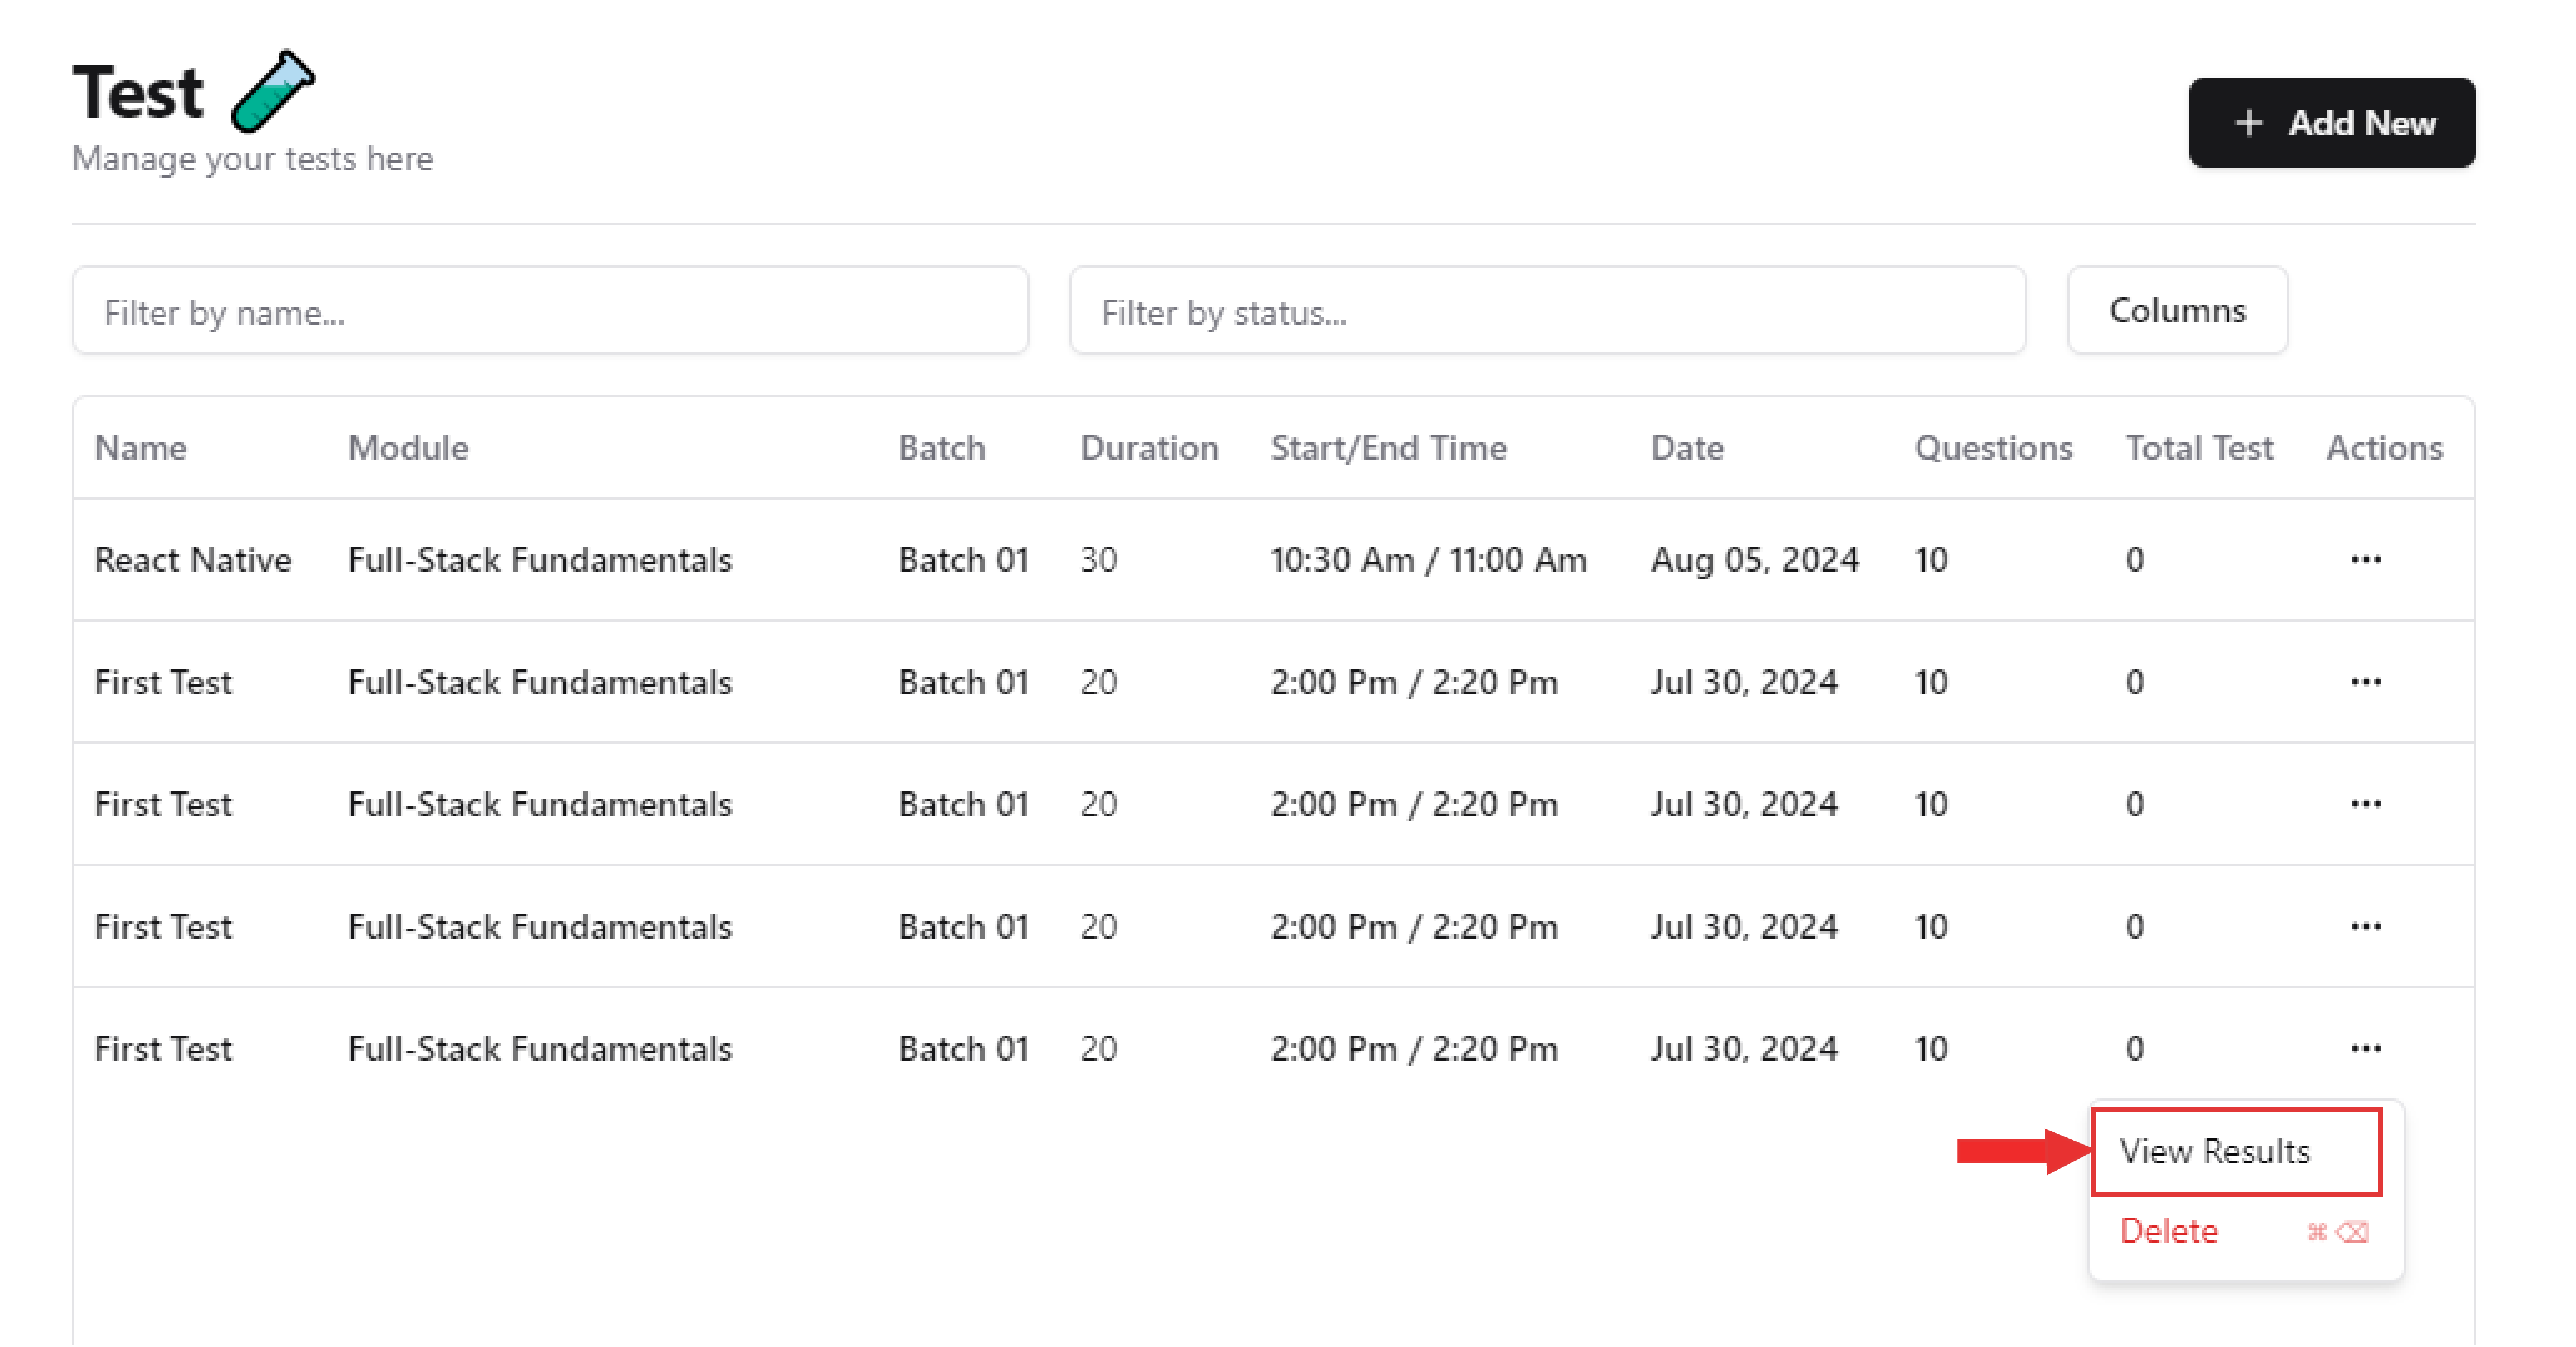 Test
Manage your tests here
+ Add New
Filter by name...
Filter by status...
Columns
Name Module Batch Duration Start/End Time Date Questions Total Test Actions
React Native Full-Stack Fundamentals Batch 01 30 10:30 Am / 11:00 Am Aug 05, 2024 10 0 ···
First Test Full-Stack Fundamentals Batch 01 20 2:00 Pm / 2:20 Pm Jul 30, 2024 10 0 ···
First Test Full-Stack Fundamentals Batch 01 20 2:00 Pm / 2:20 Pm Jul 30, 2024 10 0 ···
First Test Full-Stack Fundamentals Batch 01 20 2:00 Pm / 2:20 Pm Jul 30, 2024 10 0 ···
First Test Full-Stack Fundamentals Batch 01 20 2:00 Pm / 2:20 Pm Jul 30, 2024 10 0 ···
View Results
Delete ⌘⌫